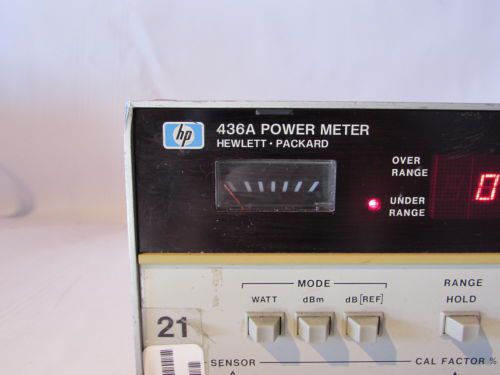 hp 436A POWER METER
HEWLETT • PACKARD
OVER
RANGE
UNDER
RANGE
0
MODE
WATT dBm dB [REF]
RANGE
HOLD
21
SENSOR CAL FACTOR %